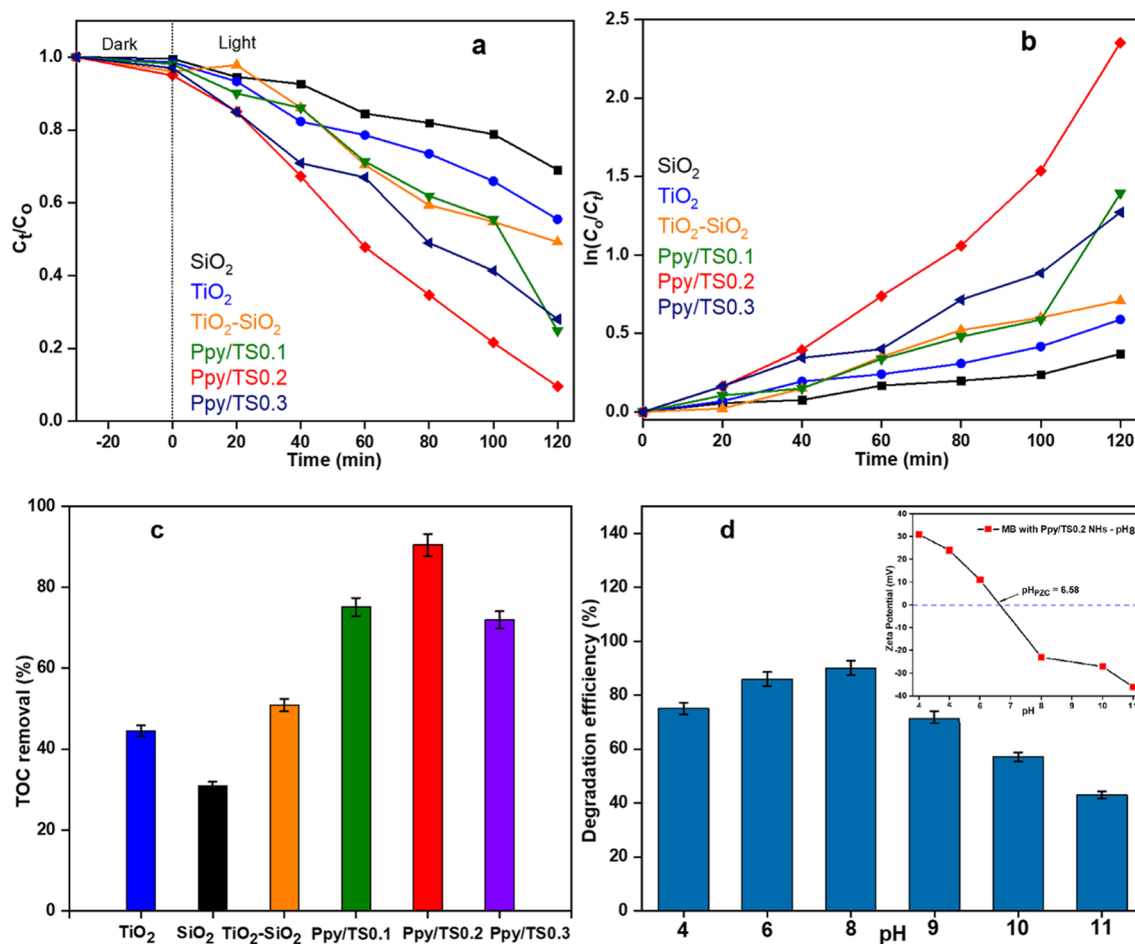 a
Dark Light
1.0
0.8
0.6
0.4
0.2
0.0
Ct/Co
SiO2
TiO2
TiO2-SiO2
Ppy/TS0.1
Ppy/TS0.2
Ppy/TS0.3
-20 0 20 40 60 80 100 120
Time (min)
b
2.5
2.0
1.5
1.0
0.5
0.0
ln(Co/Ct)
SiO2
TiO2
TiO2-SiO2
Ppy/TS0.1
Ppy/TS0.2
Ppy/TS0.3
0 20 40 60 80 100 120
Time (min)
c
100
80
60
40
20
0
TOC removal (%)
TiO2 SiO2 TiO2-SiO2 Ppy/TS0.1 Ppy/TS0.2 Ppy/TS0.3
d
140
120
100
80
60
40
20
0
Degradation efficiency (%)
4 6 8 9 10 11
pH
40
30
20
10
0
-10
-20
-30
-40
Zeta Potential (mV)
MB with Ppy/TS0.2 NHs - pH8
pHPZC = 6.58
4 5 6 7 8 9 10 11
pH